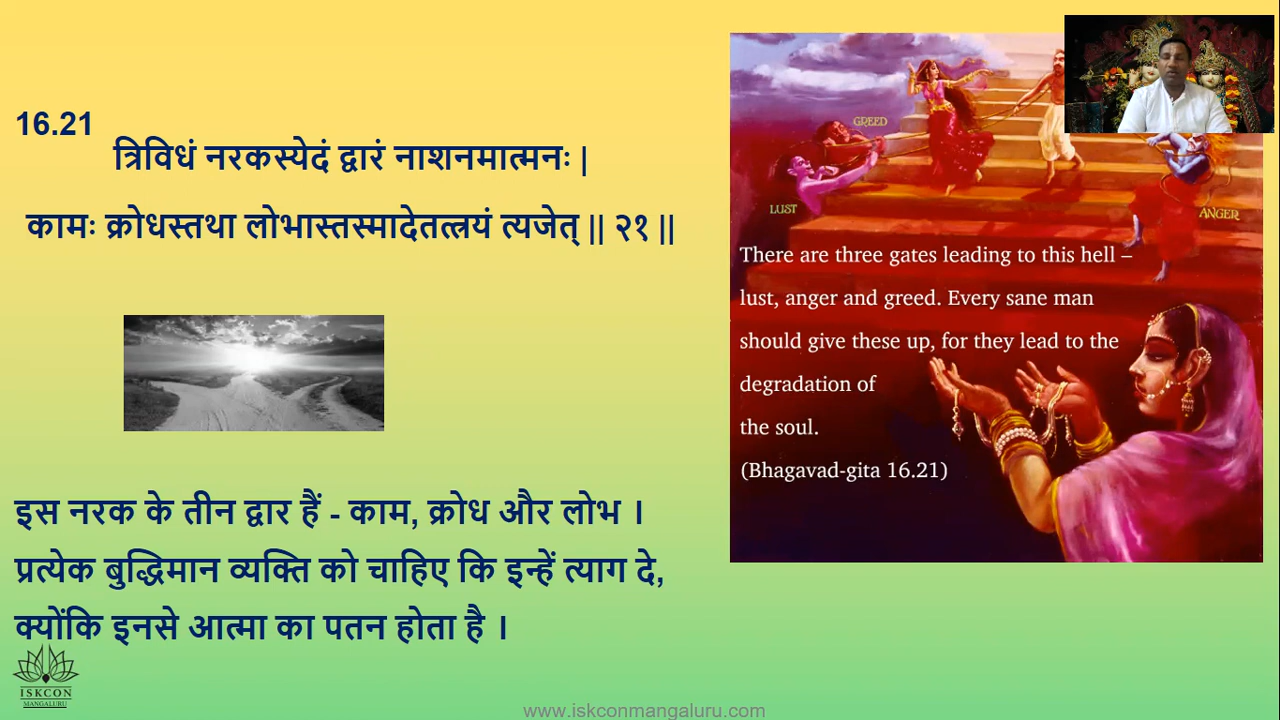 16.21
त्रिविधं नरकस्येदं द्वारं नाशनमात्मनः |
कामः क्रोधस्तथा लोभास्तस्मादेतत्त्रयं त्यजेत् || २१ ||
इस नरक के तीन द्वार हैं - काम, क्रोध और लोभ ।
प्रत्येक बुद्धिमान व्यक्ति को चाहिए कि इन्हें त्याग दे,
क्योंकि इनसे आत्मा का पतन होता है ।
ISKCON
MANGALURU
GREED
LUST
ANGER
There are three gates leading to this hell –
lust, anger and greed. Every sane man
should give these up, for they lead to the
degradation of
the soul.
(Bhagavad-gita 16.21)
www.iskconmangaluru.com